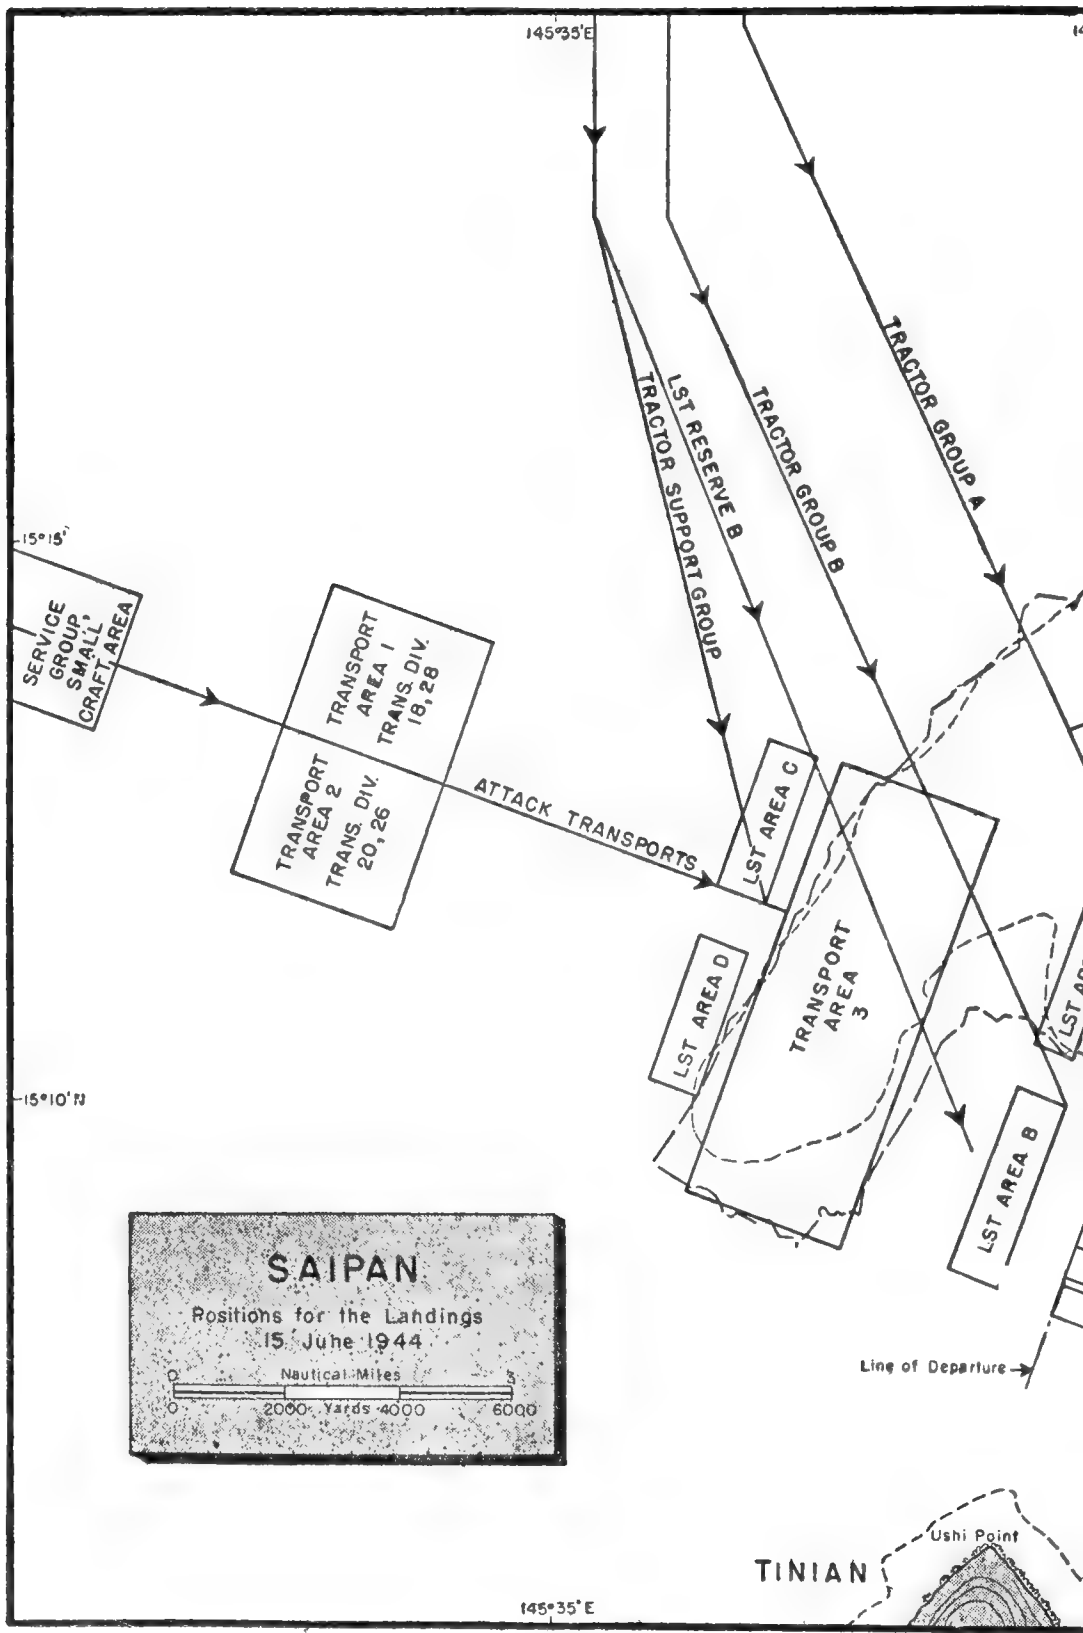 145°35'E
14
TRACTOR GROUP A
TRACTOR GROUP B
LST RESERVE B
TRACTOR SUPPORT GROUP
15°15'
SERVICE
GROUP,
SMALL
CRAFT AREA
TRANSPORT
AREA 1
TRANS. DIV.
18, 28
TRANSPORT
AREA 2
TRANS. DIV.
20, 26
ATTACK TRANSPORTS
LST AREA C
LST AREA D
TRANSPORT
AREA
3
LST AR
15°10'N
LST AREA B
SAIPAN
Positions for the Landings
15 June 1944
Nautical Miles
0 3
0 2000 Yards 4000 6000
Line of Departure
Ushi Point
TINIAN
145°35'E